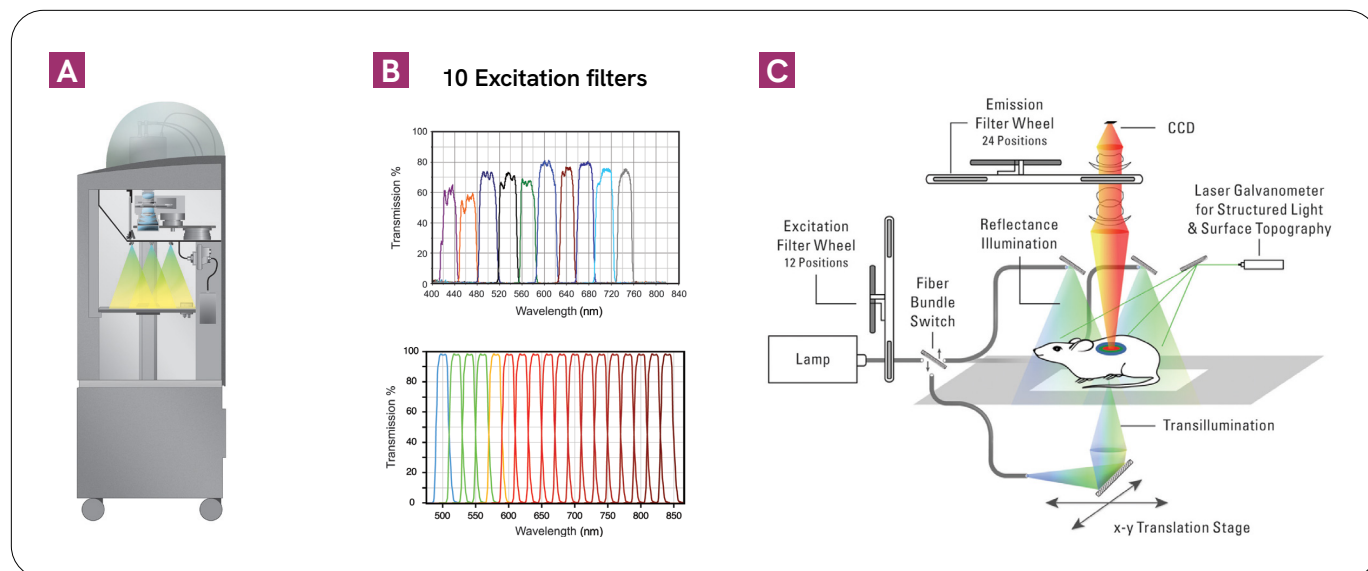 A
B
10 Excitation filters
Transmission %
100
80
60
40
20
0
400 440 480 520 560 600 640 680 720 760 840
Wavelength (nm)
Transmission %
100
80
60
40
20
0
500 550 600 650 700 750 800 850
Wavelength (nm)
C
Emission
Filter Wheel
24 Positions
CCD
Laser Galvanometer
for Structured Light
& Surface Topography
Reflectance
Illumination
Excitation
Filter Wheel
12 Positions
Fiber
Bundle
Switch
Lamp
Transillumination
x-y Translation Stage